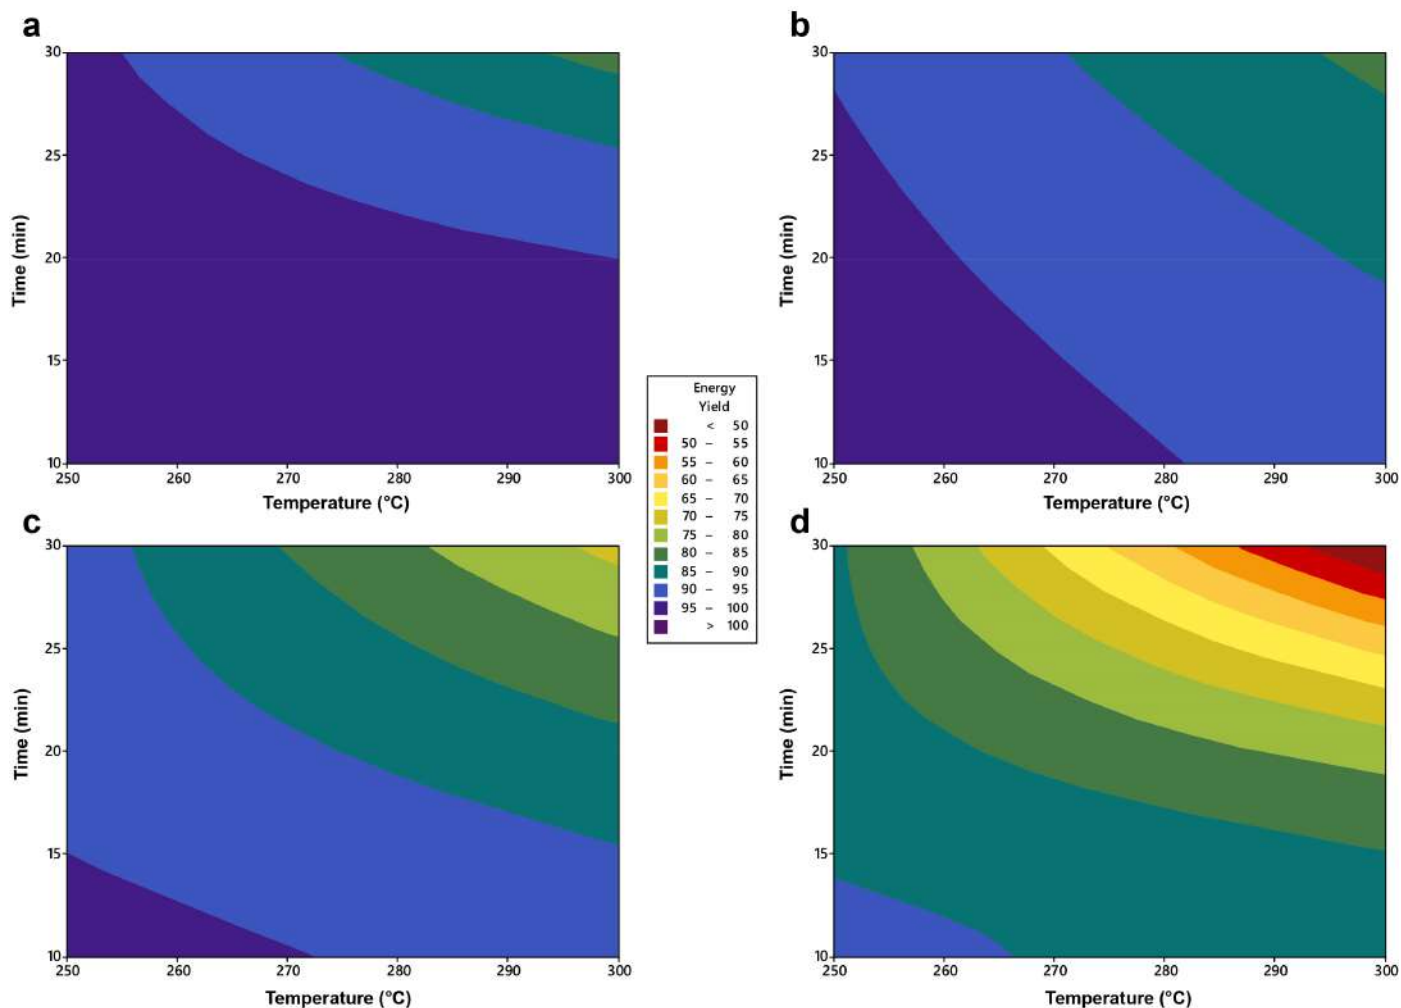 a
b
30
25
20
15
10
Time (min)
250
260
270
280
290
300
Temperature (°C)
30
25
20
15
10
Time (min)
250
260
270
280
290
300
Temperature (°C)
Energy
Yield
< 50
50 – 55
55 – 60
60 – 65
65 – 70
70 – 75
75 – 80
80 – 85
85 – 90
90 – 95
95 – 100
> 100
c
d
30
25
20
15
10
Time (min)
250
260
270
280
290
300
Temperature (°C)
30
25
20
15
10
Time (min)
250
260
270
280
290
300
Temperature (°C)